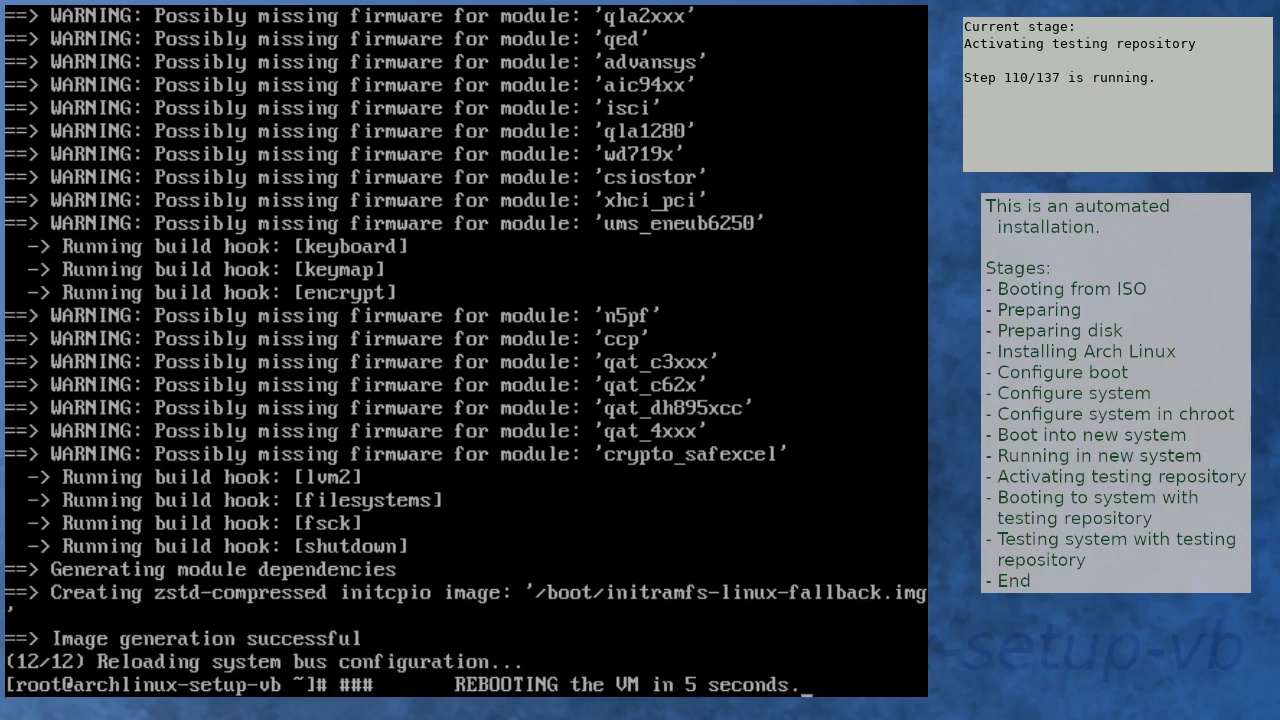 ==> WARNING: Possibly missing firmware for module: 'qla2xxx'
==> WARNING: Possibly missing firmware for module: 'qed'
==> WARNING: Possibly missing firmware for module: 'advansys'
==> WARNING: Possibly missing firmware for module: 'aic94xx'
==> WARNING: Possibly missing firmware for module: 'isci'
==> WARNING: Possibly missing firmware for module: 'qla1280'
==> WARNING: Possibly missing firmware for module: 'wd719x'
==> WARNING: Possibly missing firmware for module: 'csiostor'
==> WARNING: Possibly missing firmware for module: 'xhci_pci'
==> WARNING: Possibly missing firmware for module: 'ums_eneub6250'
  -> Running build hook: [keyboard]
  -> Running build hook: [keymap]
  -> Running build hook: [encrypt]
==> WARNING: Possibly missing firmware for module: 'n5pf'
==> WARNING: Possibly missing firmware for module: 'ccp'
==> WARNING: Possibly missing firmware for module: 'qat_c3xxx'
==> WARNING: Possibly missing firmware for module: 'qat_c62x'
==> WARNING: Possibly missing firmware for module: 'qat_dh895xcc'
==> WARNING: Possibly missing firmware for module: 'qat_4xxx'
==> WARNING: Possibly missing firmware for module: 'crypto_safexcel'
  -> Running build hook: [lvm2]
  -> Running build hook: [filesystems]
  -> Running build hook: [fsck]
  -> Running build hook: [shutdown]
==> Generating module dependencies
==> Creating zstd-compressed initcpio image: '/boot/initramfs-linux-fallback.img
'
==> Image generation successful
(12/12) Reloading system bus configuration...
[root@archlinux-setup-vb ~]# ###       REBOOTING the VM in 5 seconds._
Current stage:
Activating testing repository
Step 110/137 is running.
This is an automated
installation.
Stages:
- Booting from ISO
- Preparing
- Preparing disk
- Installing Arch Linux
- Configure boot
- Configure system
- Configure system in chroot
- Boot into new system
- Running in new system
- Activating testing repository
- Booting to system with
testing repository
- Testing system with testing
repository
- End
-setup-vb